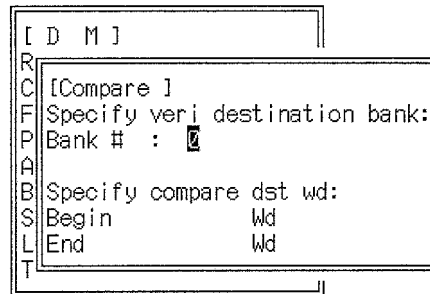 [ D M ]
R
C [Compare ]
F Specify veri destination bank:
P Bank # : 0
A
B Specify compare dst wd:
S Begin Wd
L End Wd
T